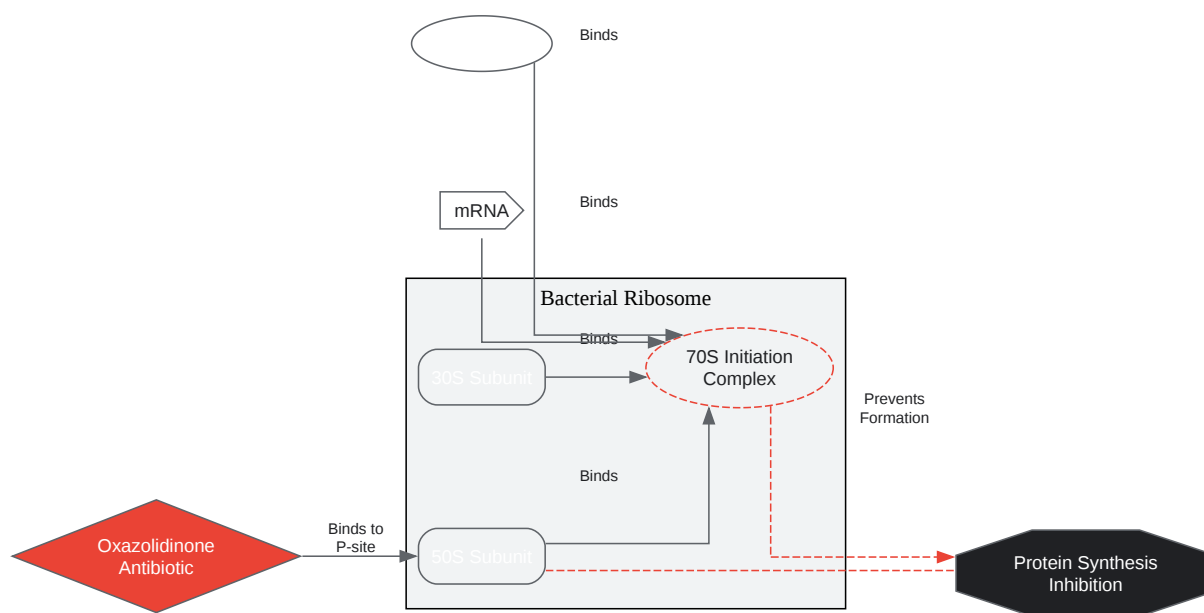 Binds
mRNA
Binds
Bacterial Ribosome
Binds
70S Initiation
Complex
30S Subunit
Prevents
Formation
Binds
Oxazolidinone
Antibiotic
Binds to
P-site
50S Subunit
Protein Synthesis
Inhibition